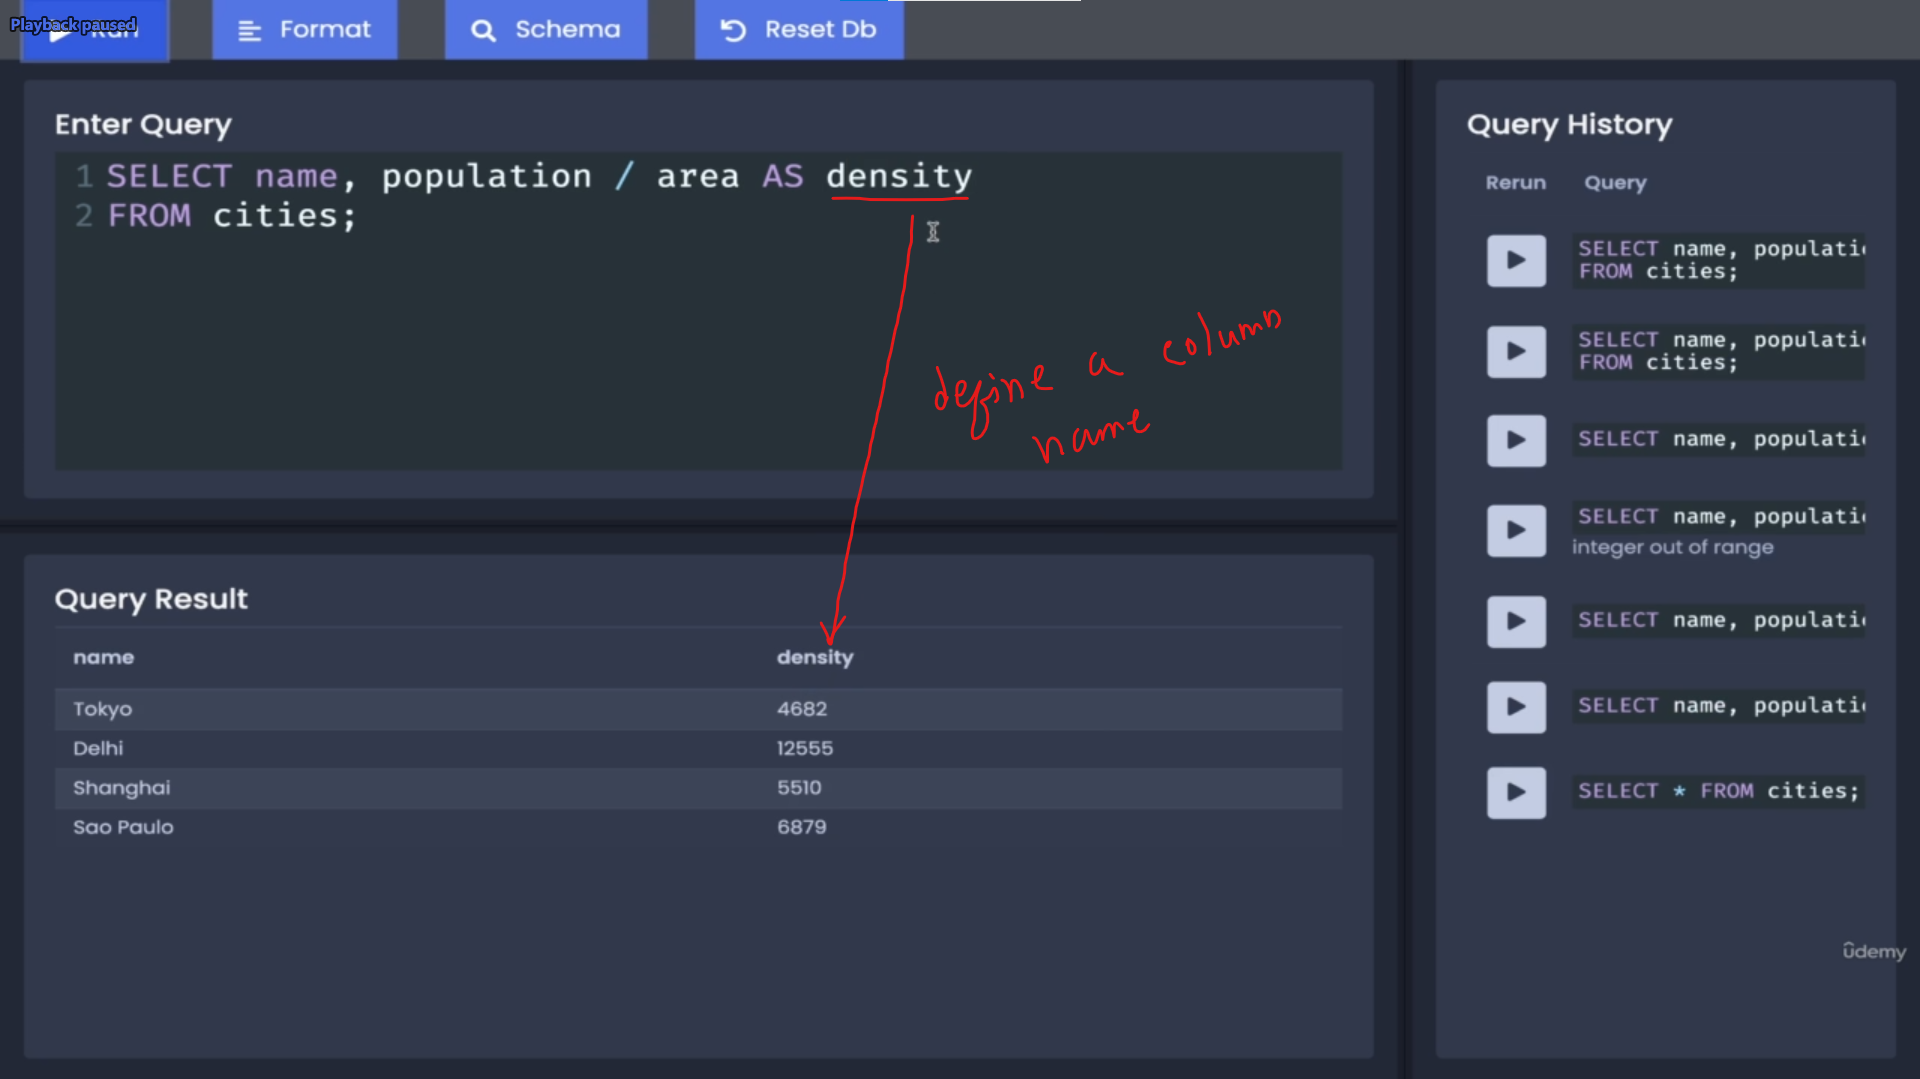 Playback paused
Run
Format
Schema
Reset Db
Enter Query
1 SELECT name, population / area AS density
2 FROM cities;
define a column
name
Query Result
name density
Tokyo 4682
Delhi 12555
Shanghai 5510
Sao Paulo 6879
Query History
Rerun Query
SELECT name, populati
FROM cities;
SELECT name, populati
FROM cities;
SELECT name, populati
SELECT name, populati
integer out of range
SELECT name, populati
SELECT name, populati
SELECT * FROM cities;
ûdemy